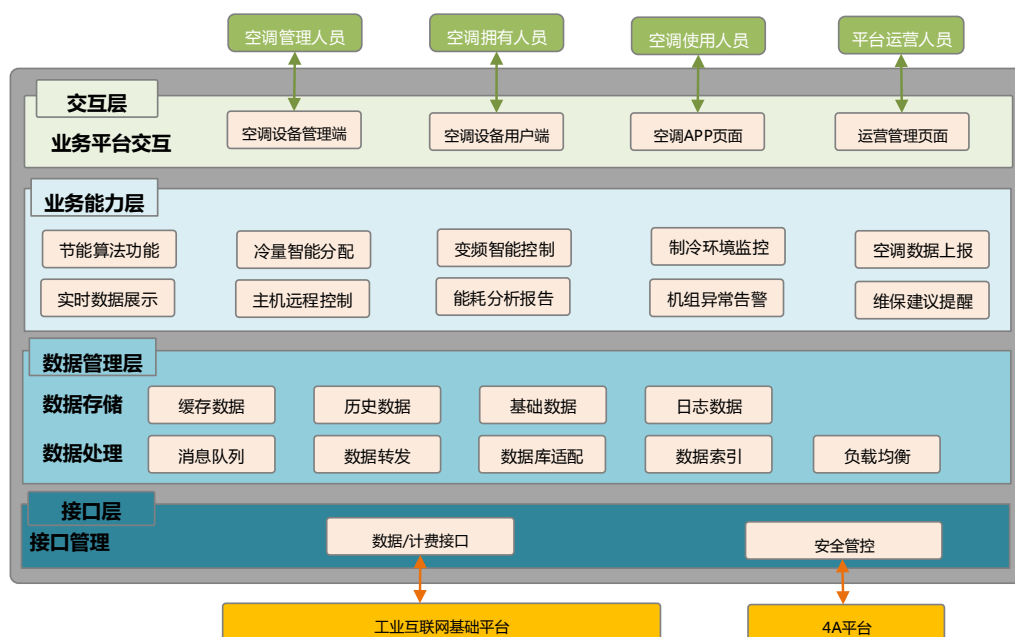 空调管理人员
空调拥有人员
空调使用人员
平台运营人员
交互层
业务平台交互
空调设备管理端
空调设备用户端
空调APP页面
运营管理页面
业务能力层
节能算法功能
冷量智能分配
变频智能控制
制冷环境监控
空调数据上报
实时数据展示
主机远程控制
能耗分析报告
机组异常告警
维保建议提醒
数据管理层
数据存储
缓存数据
历史数据
基础数据
日志数据
数据处理
消息队列
数据转发
数据库适配
数据索引
负载均衡
接口层
接口管理
数据/计费接口
安全管控
工业互联网基础平台
4A平台